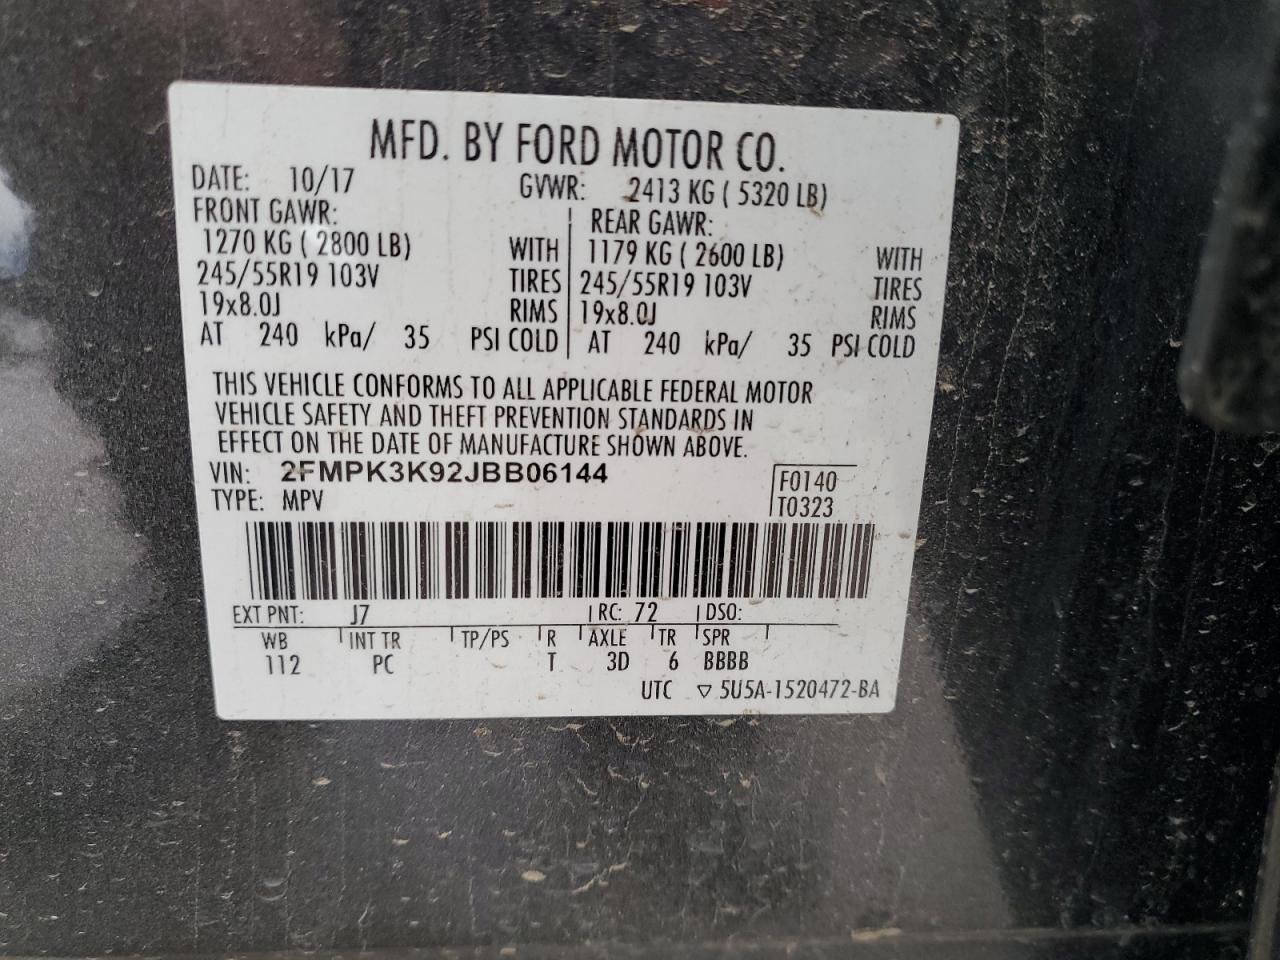 MFD. BY FORD MOTOR CO.
DATE: 10/17 GVWR: 2413 KG ( 5320 LB)
FRONT GAWR: REAR GAWR:
1270 KG ( 2800 LB) WITH 1179 KG ( 2600 LB) WITH
245/55R19 103V TIRES 245/55R19 103V TIRES
19x8.0J RIMS 19x8.0J RIMS
AT 240 kPa/ 35 PSI COLD AT 240 kPa/ 35 PSI COLD
THIS VEHICLE CONFORMS TO ALL APPLICABLE FEDERAL MOTOR
VEHICLE SAFETY AND THEFT PREVENTION STANDARDS IN
EFFECT ON THE DATE OF MANUFACTURE SHOWN ABOVE.
VIN: 2FMPK3K92JBB06144 F0140
TYPE: MPV T0323
EXT PNT: J7 RC: 72 DSO:
WB INT TR TP/PS R AXLE TR SPR
112 PC T 3D 6 BBBB
UTC ▽ 5U5A-1520472-BA